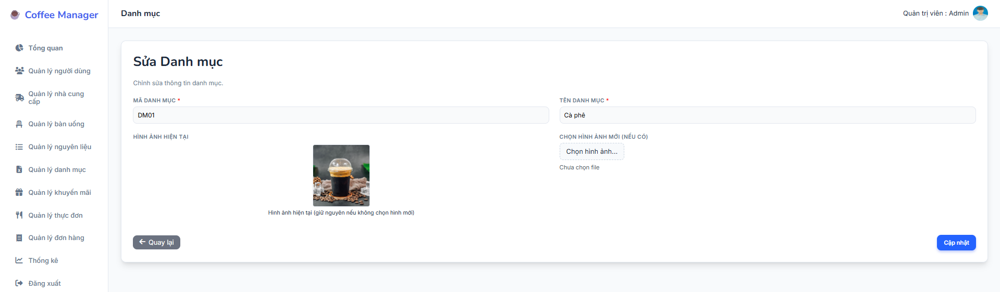 Coffee Manager
Danh mục
Quản trị viên : Admin
Tổng quan
Quản lý người dùng
Quản lý nhà cung
cấp
Quản lý bàn uống
Quản lý nguyên liệu
Quản lý danh mục
Quản lý khuyến mãi
Quản lý thực đơn
Quản lý đơn hàng
Thống kê
Đăng xuất
Sửa Danh mục
Chỉnh sửa thông tin danh mục.
MÃ DANH MỤC *
DM01
TÊN DANH MỤC *
Cà phê
HÌNH ẢNH HIỆN TẠI
Hình ảnh hiện tại (giữ nguyên nếu không chọn hình mới)
CHỌN HÌNH ẢNH MỚI (NẾU CÓ)
Chọn hình ảnh...
Chưa chọn file
Quay lại
Cập nhật